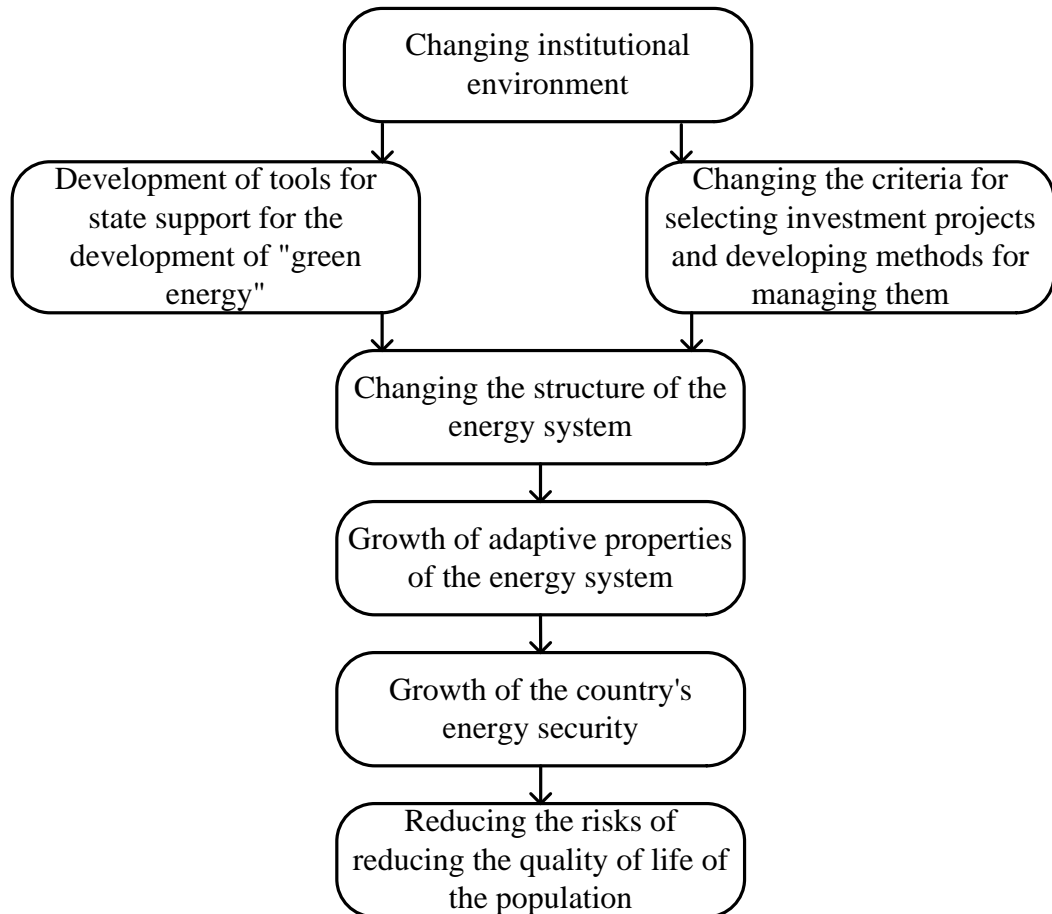 Changing institutional
environment
Development of tools for
state support for the
development of "green
energy"
Changing the criteria for
selecting investment projects
and developing methods for
managing them
Changing the structure of the
energy system
Growth of adaptive properties
of the energy system
Growth of the country's
energy security
Reducing the risks of
reducing the quality of life of
the population